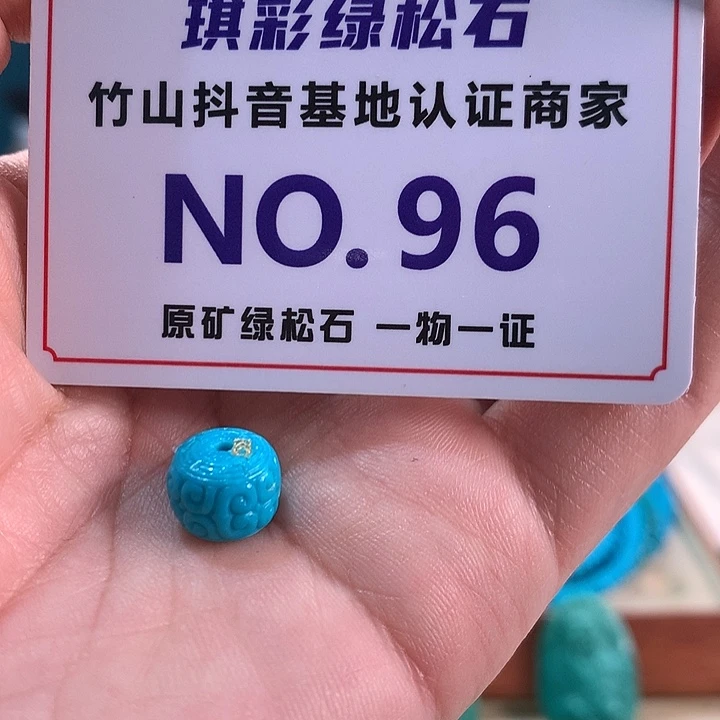 琪彩绿松石
竹山抖音基地认证商家
NO.96
原矿绿松石 一物一证